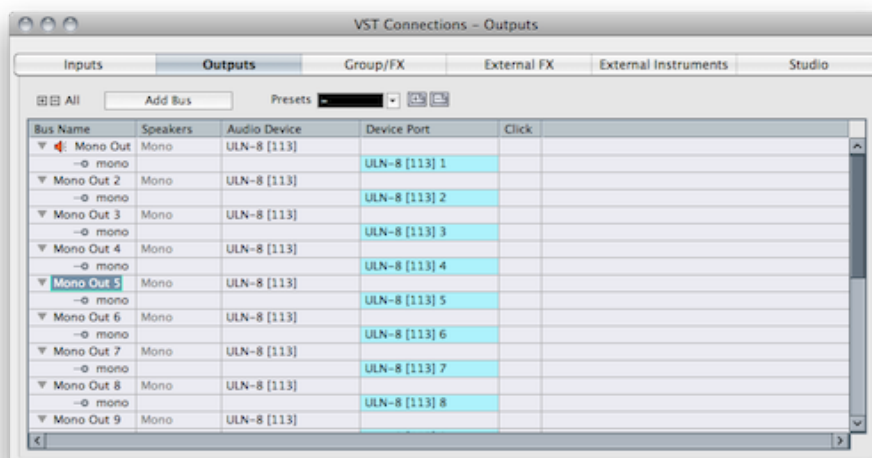 VST Connections – Outputs
Inputs Outputs Group/FX External FX External Instruments Studio
All Add Bus Presets
Bus Name Speakers Audio Device Device Port Click
Mono Out Mono ULN-8 [113]
mono ULN-8 [113] 1
Mono Out 2 Mono ULN-8 [113]
mono ULN-8 [113] 2
Mono Out 3 Mono ULN-8 [113]
mono ULN-8 [113] 3
Mono Out 4 Mono ULN-8 [113]
mono ULN-8 [113] 4
Mono Out 5 Mono ULN-8 [113]
mono ULN-8 [113] 5
Mono Out 6 Mono ULN-8 [113]
mono ULN-8 [113] 6
Mono Out 7 Mono ULN-8 [113]
mono ULN-8 [113] 7
Mono Out 8 Mono ULN-8 [113]
mono ULN-8 [113] 8
Mono Out 9 Mono ULN-8 [113]